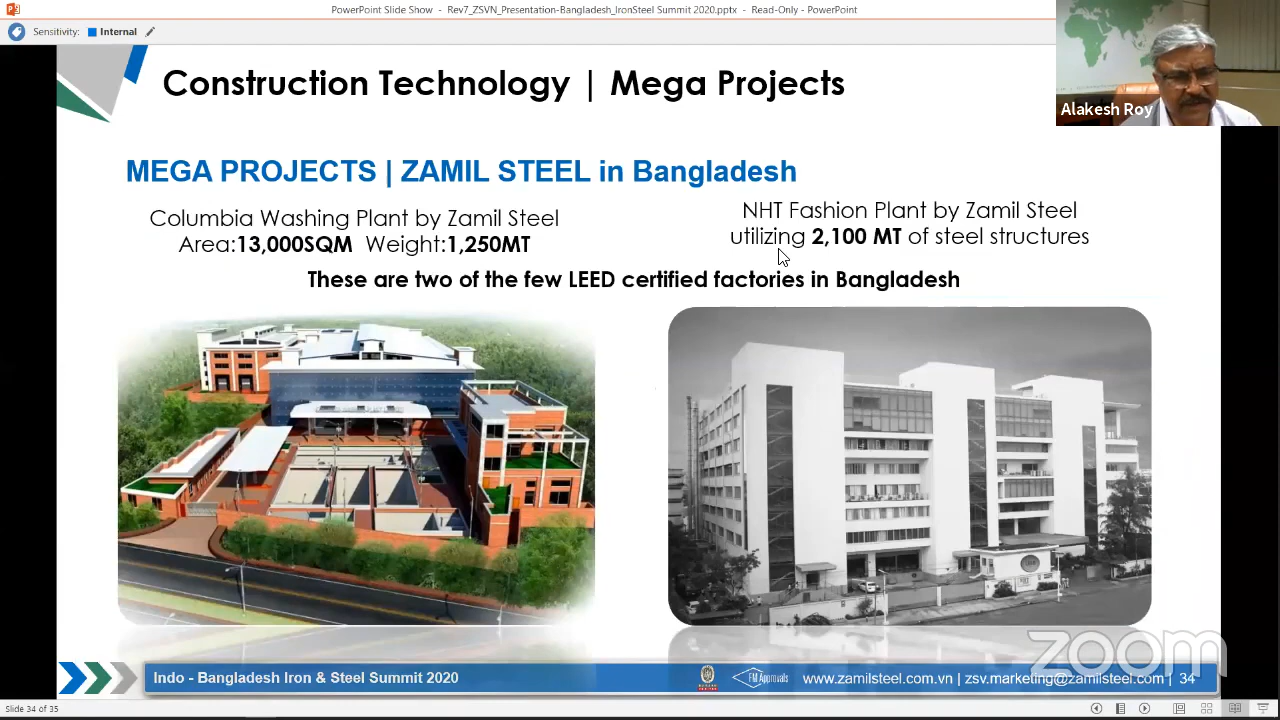 PowerPoint Slide Show - Rev7_ZSVN_Presentation-Bangladesh_IronSteel Summit 2020.pptx - Read-Only - PowerPoint
Sensitivity: Internal
Construction Technology | Mega Projects
Alakesh Roy
MEGA PROJECTS | ZAMIL STEEL in Bangladesh
Columbia Washing Plant by Zamil Steel
Area:13,000SQM Weight:1,250MT
NHT Fashion Plant by Zamil Steel
utilizing 2,100 MT of steel structures
These are two of the few LEED certified factories in Bangladesh
zoom
Indo - Bangladesh Iron & Steel Summit 2020
FM Approvals
www.zamilsteel.com.vn | zsv.marketing@zamilsteel.com | 34
Slide 34 of 35